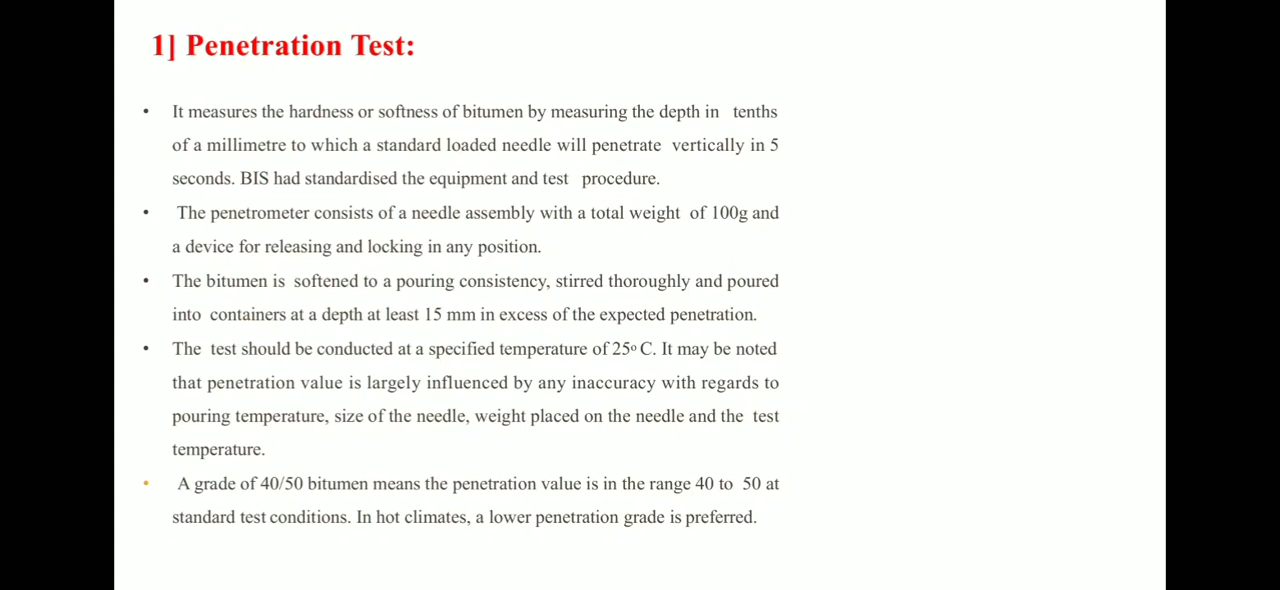 1] Penetration Test:
• It measures the hardness or softness of bitumen by measuring the depth in tenths
of a millimetre to which a standard loaded needle will penetrate vertically in 5
seconds. BIS had standardised the equipment and test procedure.
• The penetrometer consists of a needle assembly with a total weight of 100g and
a device for releasing and locking in any position.
• The bitumen is softened to a pouring consistency, stirred thoroughly and poured
into containers at a depth at least 15 mm in excess of the expected penetration.
• The test should be conducted at a specified temperature of 25º C. It may be noted
that penetration value is largely influenced by any inaccuracy with regards to
pouring temperature, size of the needle, weight placed on the needle and the test
temperature.
• A grade of 40/50 bitumen means the penetration value is in the range 40 to 50 at
standard test conditions. In hot climates, a lower penetration grade is preferred.